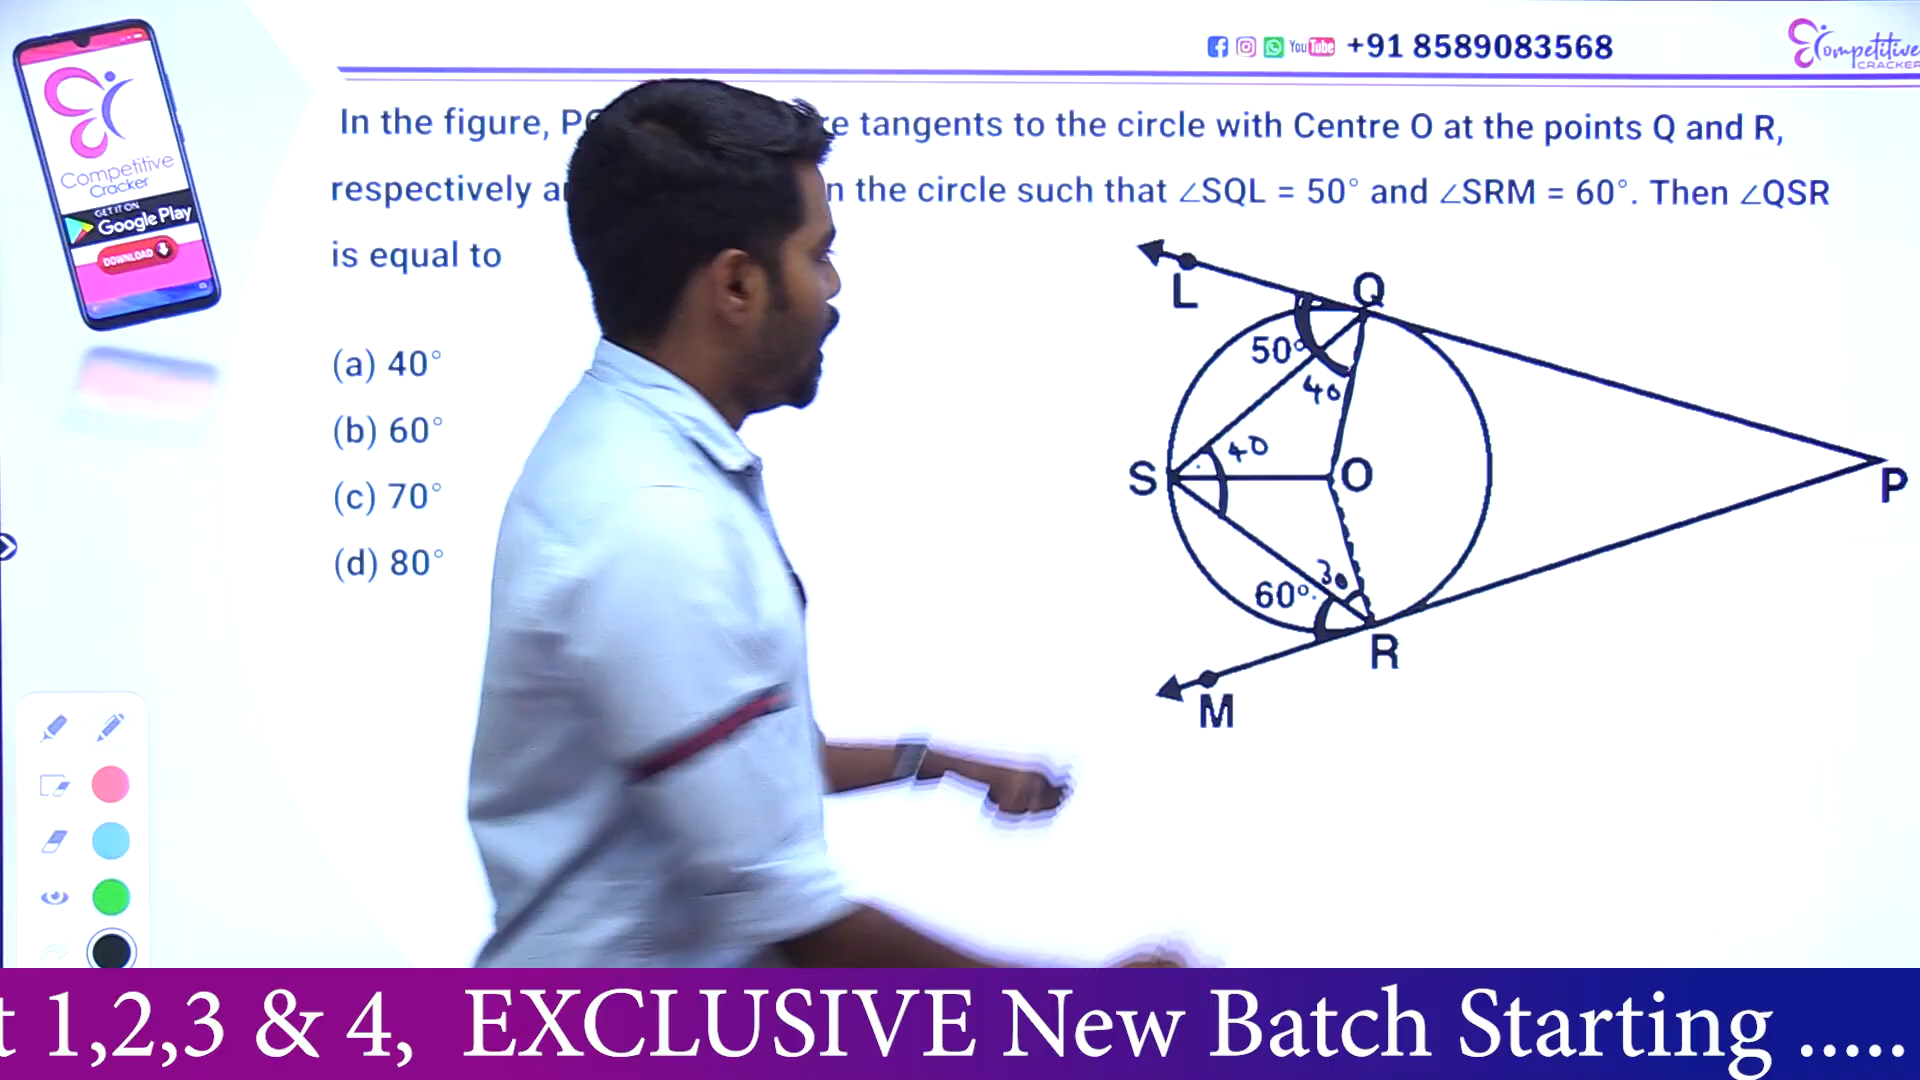 Competitive
Cracker
GET IT ON
Google Play
DOWNLOAD
You Tube +91 8589083568
Competitive
CRACKER
In the figure, P re tangents to the circle with Centre O at the points Q and R,
respectively a n the circle such that ∠SQL = 50° and ∠SRM = 60°. Then ∠QSR
is equal to
(a) 40°
(b) 60°
(c) 70°
(d) 80°
L
Q
50°
40
40
S
O
P
30
60°
R
M
t 1,2,3 & 4, EXCLUSIVE New Batch Starting .....